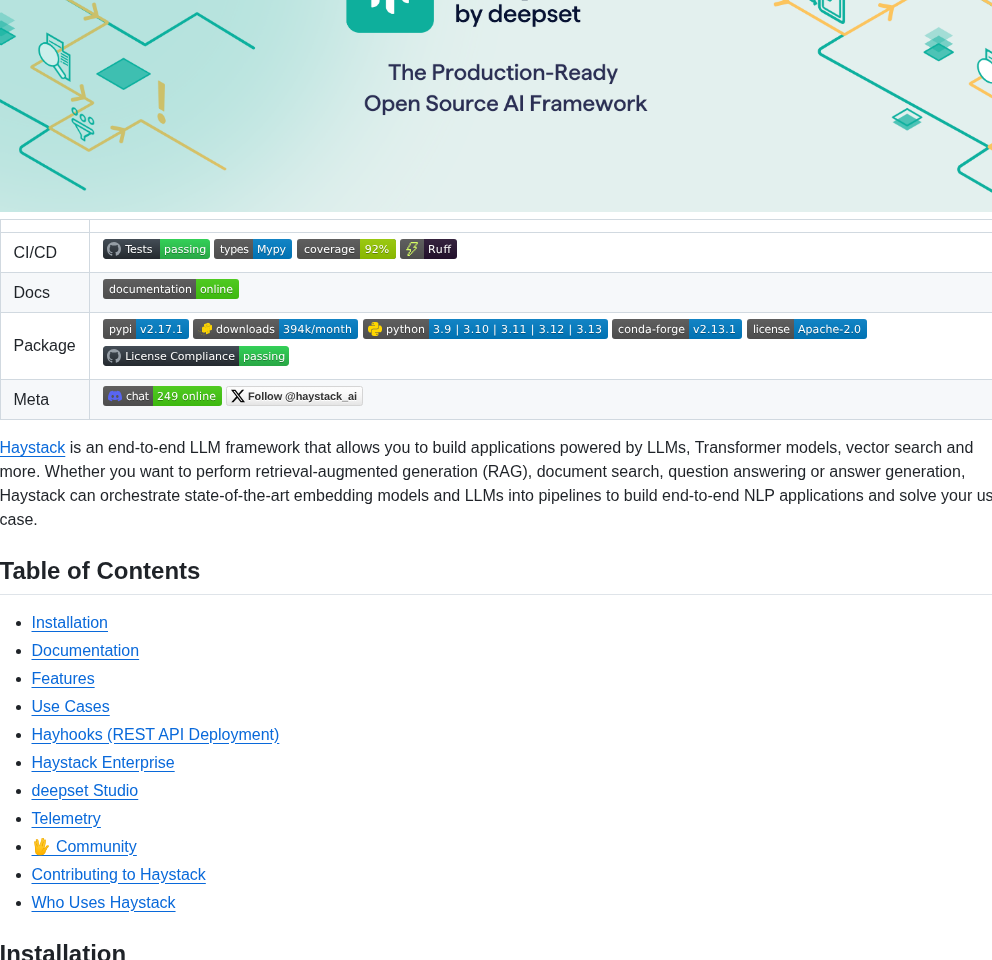 by deepset
The Production-Ready
Open Source AI Framework
CI/CD Tests passing types Mypy coverage 92% Ruff
Docs documentation online
Package pypi v2.17.1 downloads 394k/month python 3.9 | 3.10 | 3.11 | 3.12 | 3.13 conda-forge v2.13.1 license Apache-2.0
License Compliance passing
Meta chat 249 online Follow @haystack_ai
Haystack is an end-to-end LLM framework that allows you to build applications powered by LLMs, Transformer models, vector search and
more. Whether you want to perform retrieval-augmented generation (RAG), document search, question answering or answer generation,
Haystack can orchestrate state-of-the-art embedding models and LLMs into pipelines to build end-to-end NLP applications and solve your us
case.
Table of Contents
Installation
Documentation
Features
Use Cases
Hayhooks (REST API Deployment)
Haystack Enterprise
deepset Studio
Telemetry
🖖 Community
Contributing to Haystack
Who Uses Haystack
Installation